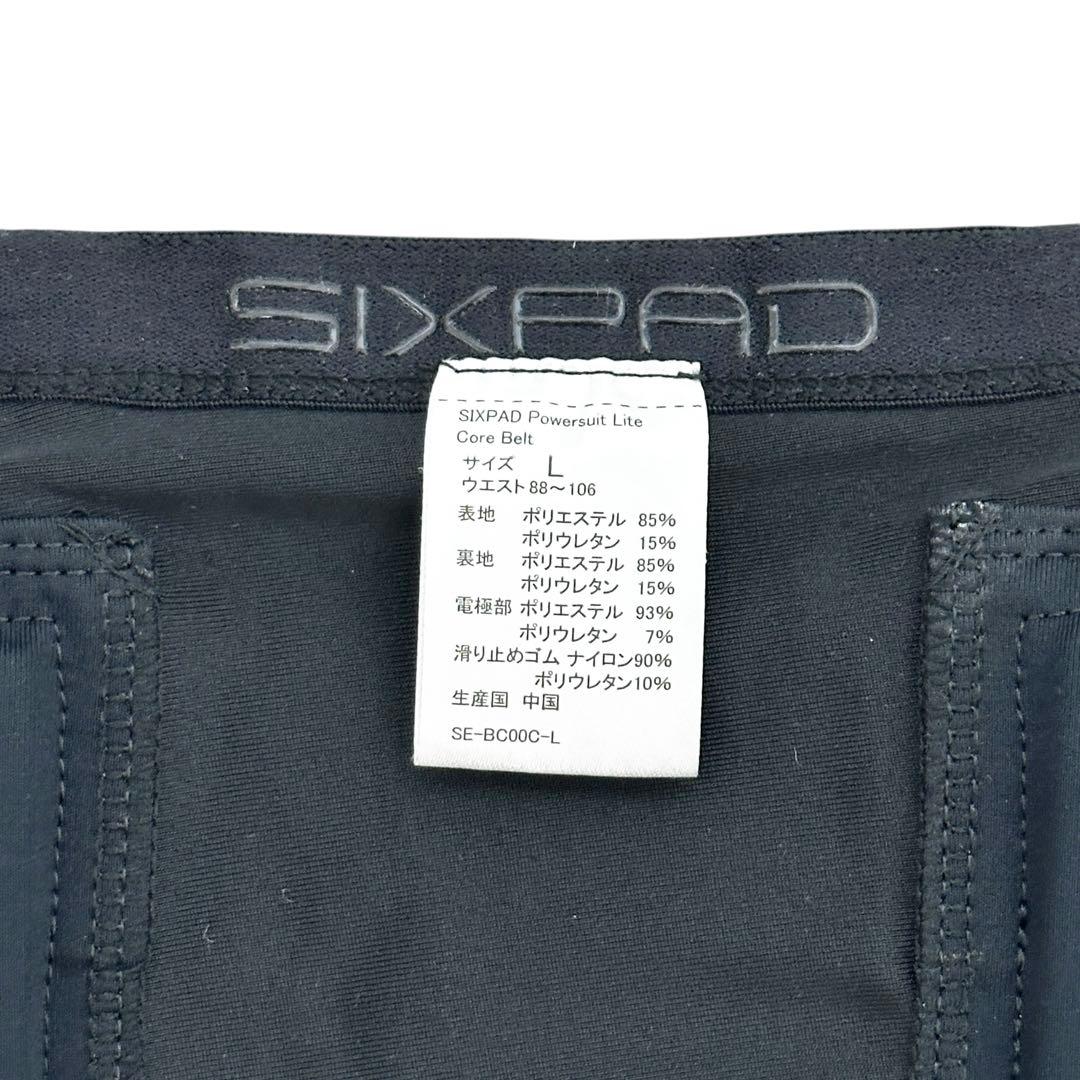 SIXPAD
SIXPAD Powersuit Lite
Core Belt
サイズ L
ウエスト88～106
表地 ポリエステル 85%
ポリウレタン 15%
裏地 ポリエステル 85%
ポリウレタン 15%
電極部 ポリエステル 93%
ポリウレタン 7%
滑り止めゴム ナイロン90%
ポリウレタン10%
生産国 中国
SE-BC00C-L